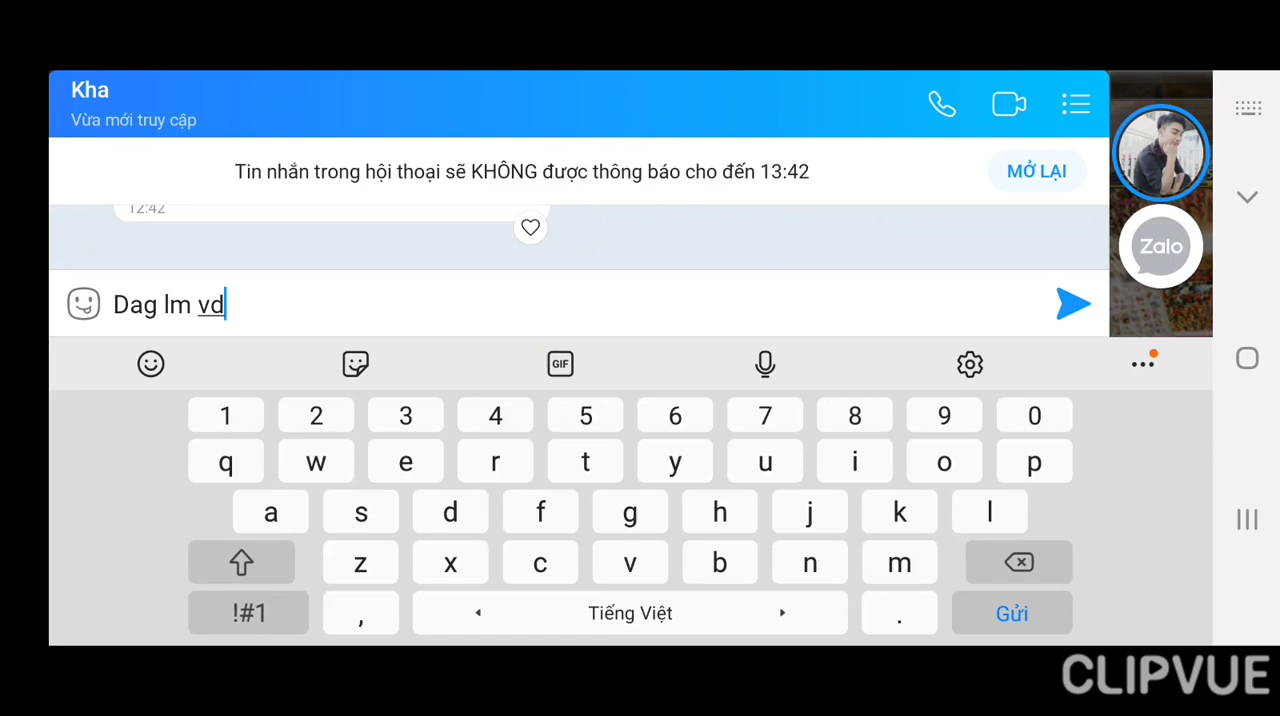 Kha
Vừa mới truy cập
Tin nhắn trong hội thoại sẽ KHÔNG được thông báo cho đến 13:42
MỞ LẠI
12:42
Zalo
Dag lm vd
GIF
1 2 3 4 5 6 7 8 9 0
q w e r t y u i o p
a s d f g h j k l
z x c v b n m
!#1 , Tiếng Việt . Gửi
CLIPVUE